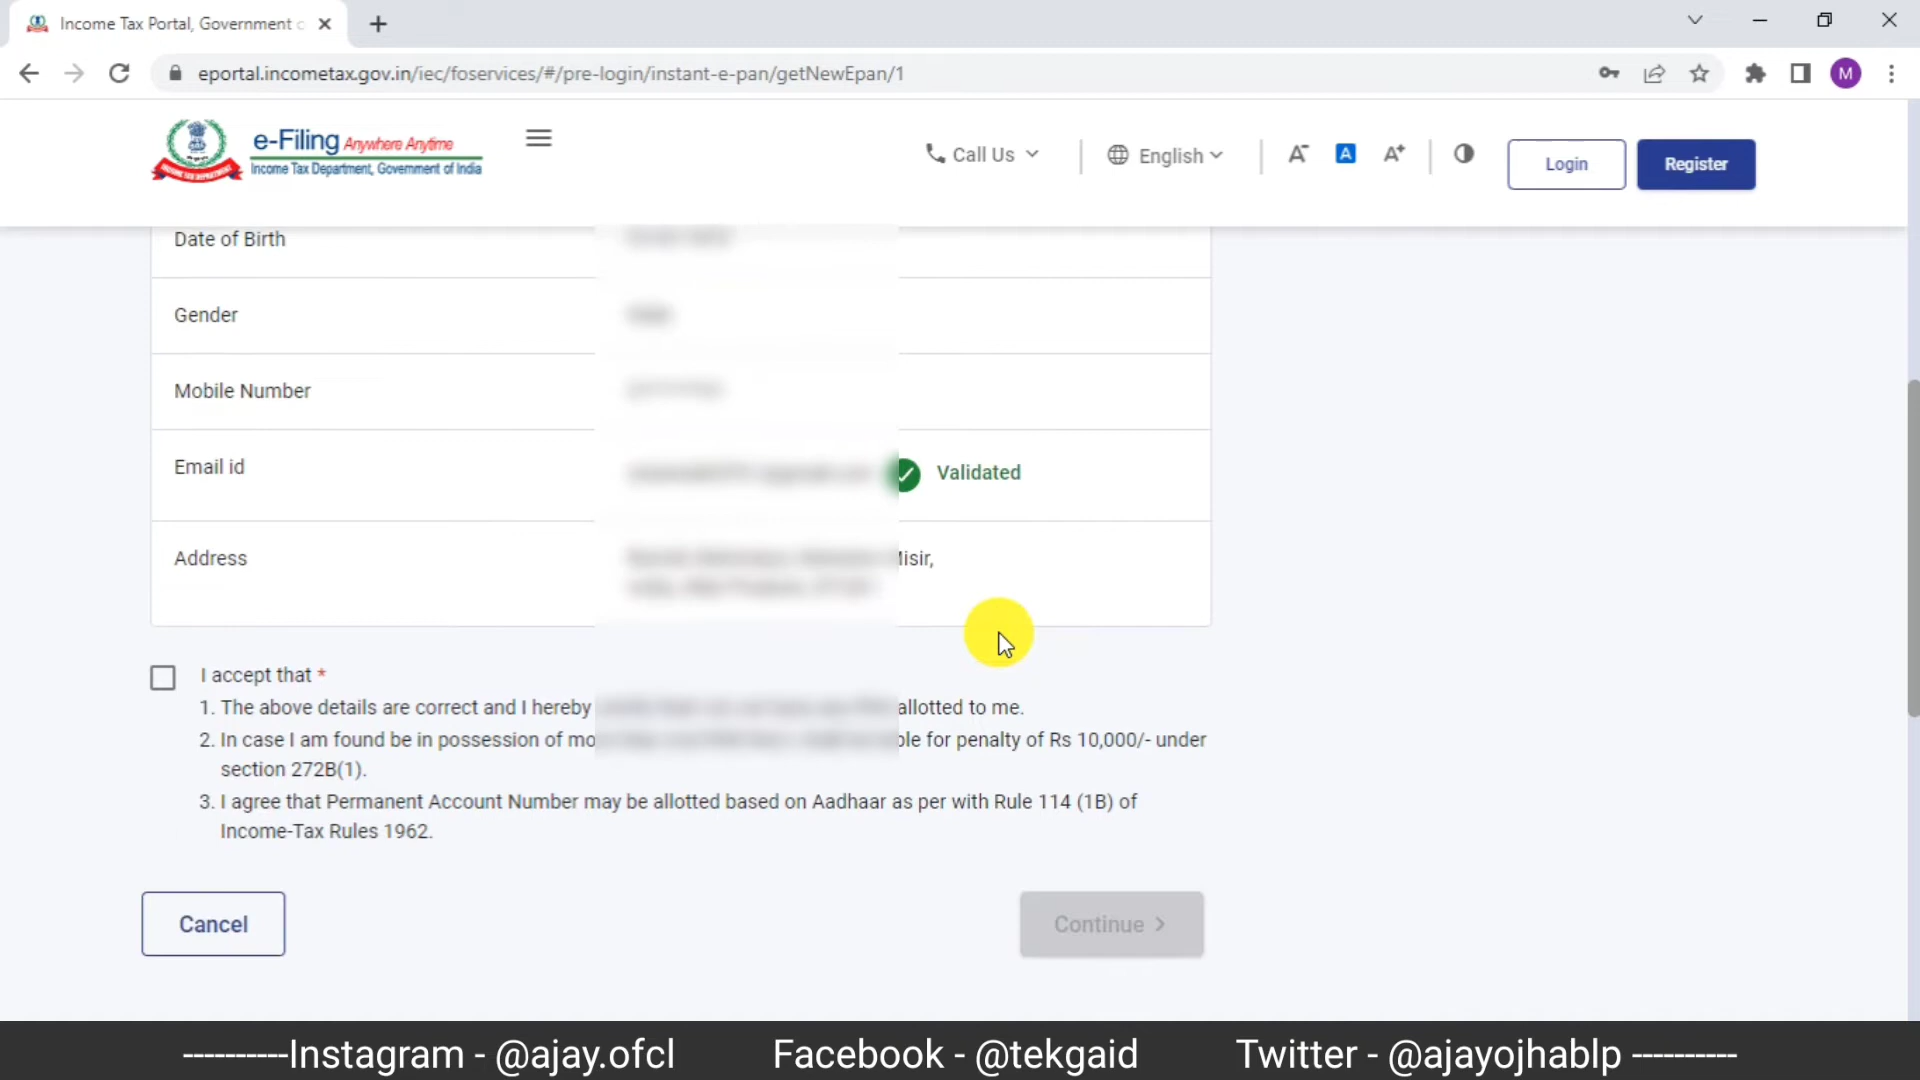 Income Tax Portal, Government
eportal.incometax.gov.in/iec/foservices/#/pre-login/instant-e-pan/getNewEpan/1
M
e-Filing Anywhere Anytime
Income Tax Department, Government of India
Call Us
English
A-
A
A+
Login
Register
Date of Birth
Gender
Mobile Number
Email id
Validated
Address
isir,
I accept that *
1. The above details are correct and I hereby allotted to me.
2. In case I am found be in possession of for penalty of Rs 10,000/- under
section 272B(1).
3. I agree that Permanent Account Number may be allotted based on Aadhaar as per with Rule 114 (1B) of
Income-Tax Rules 1962.
Cancel
Continue >
----------Instagram - @ajay.ofcl Facebook - @tekgaid Twitter - @ajayojhablp ----------